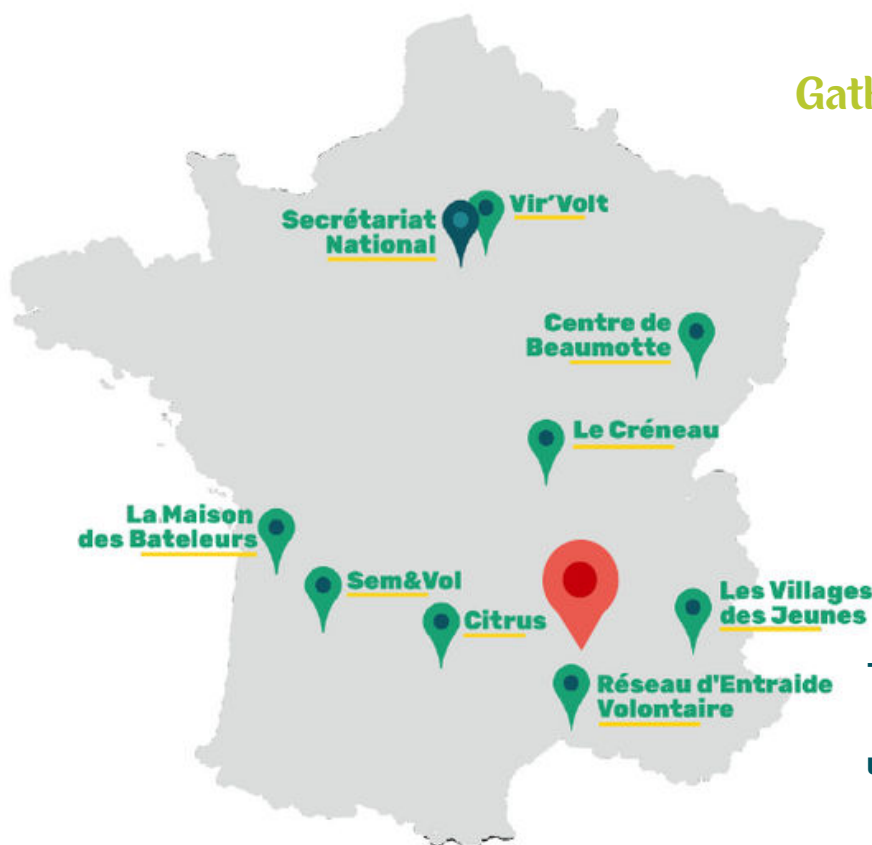 Vir'Volt
Secrétariat
National
Centre de
Beaumotte
Le Créneau
La Maison
des Bateleurs
Sem&Vol
Les Villages
des Jeunes
Citrus
Réseau d'Entraide
Volontaire